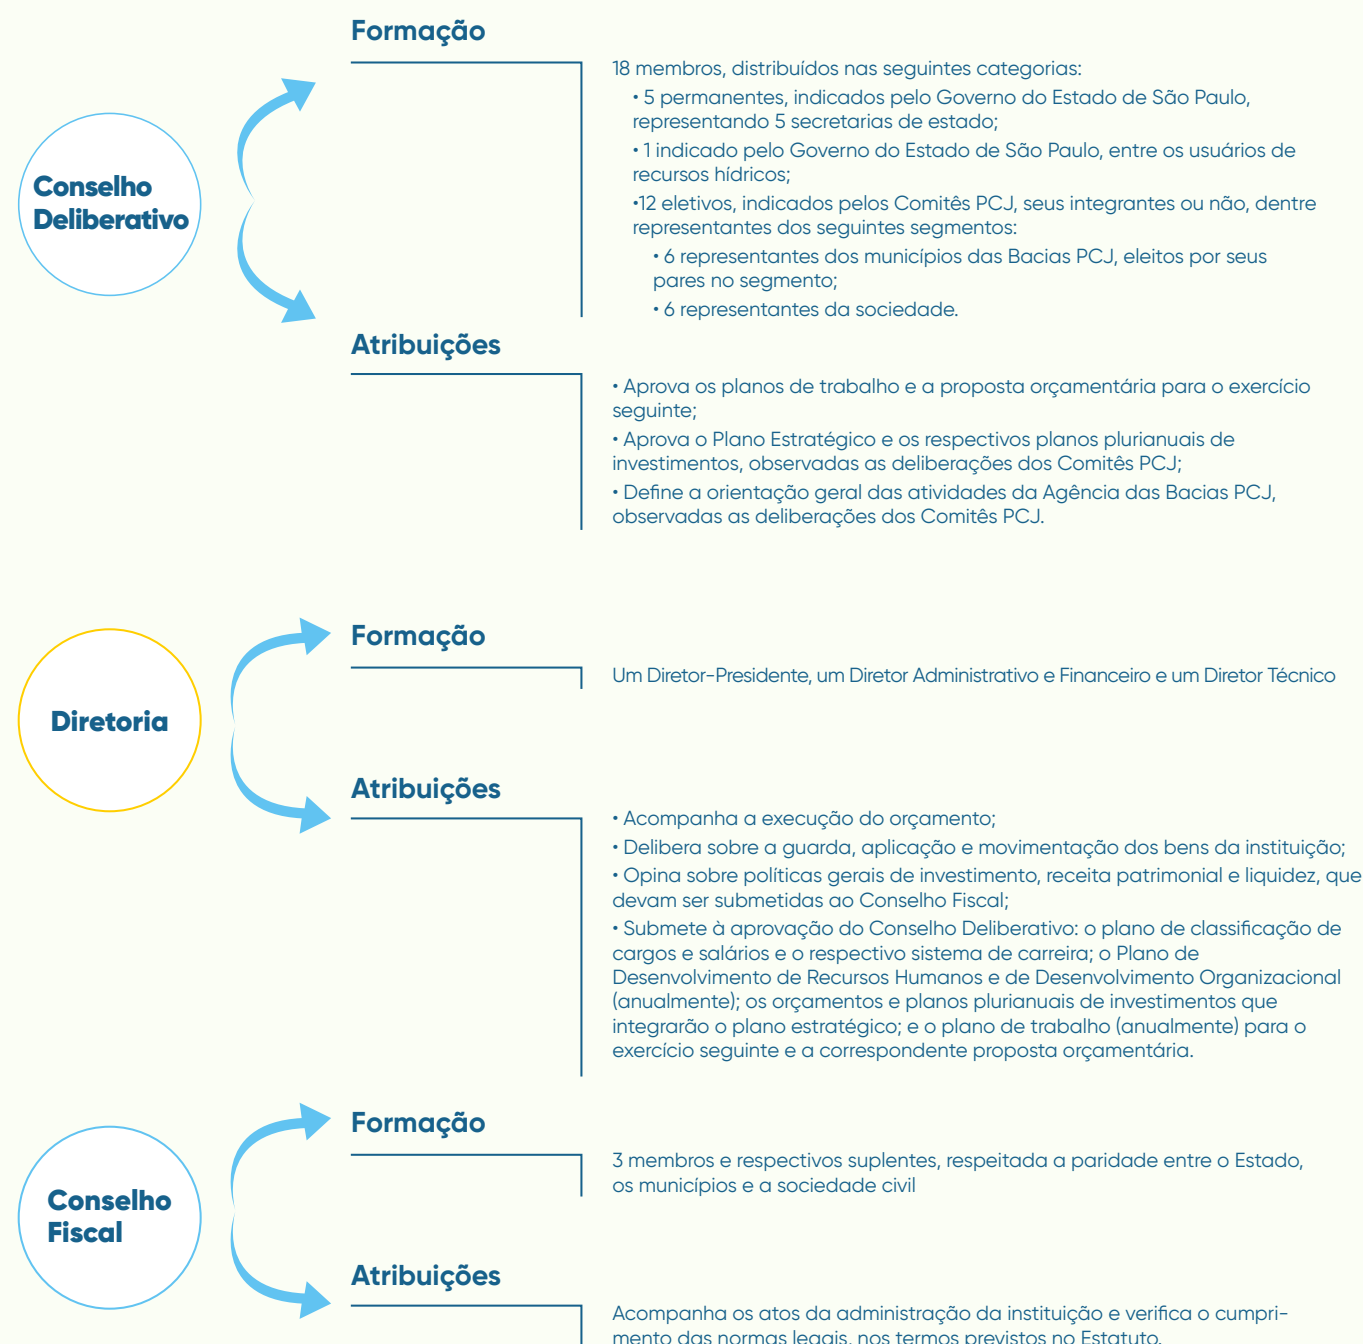 Formação
18 membros, distribuídos nas seguintes categorias:
• 5 permanentes, indicados pelo Governo do Estado de São Paulo,
representando 5 secretarias de estado;
• 1 indicado pelo Governo do Estado de São Paulo, entre os usuários de
recursos hídricos;
•12 eletivos, indicados pelos Comitês PCJ, seus integrantes ou não, dentre
representantes dos seguintes segmentos:
• 6 representantes dos municípios das Bacias PCJ, eleitos por seus
pares no segmento;
• 6 representantes da sociedade.
Conselho
Deliberativo
Atribuições
• Aprova os planos de trabalho e a proposta orçamentária para o exercício
seguinte;
• Aprova o Plano Estratégico e os respectivos planos plurianuais de
investimentos, observadas as deliberações dos Comitês PCJ;
• Define a orientação geral das atividades da Agência das Bacias PCJ,
observadas as deliberações dos Comitês PCJ.
Formação
Um Diretor-Presidente, um Diretor Administrativo e Financeiro e um Diretor Técnico
Diretoria
Atribuições
• Acompanha a execução do orçamento;
• Delibera sobre a guarda, aplicação e movimentação dos bens da instituição;
• Opina sobre políticas gerais de investimento, receita patrimonial e liquidez, que
devam ser submetidas ao Conselho Fiscal;
• Submete à aprovação do Conselho Deliberativo: o plano de classificação de
cargos e salários e o respectivo sistema de carreira; o Plano de
Desenvolvimento de Recursos Humanos e de Desenvolvimento Organizacional
(anualmente); os orçamentos e planos plurianuais de investimentos que
integrarão o plano estratégico; e o plano de trabalho (anualmente) para o
exercício seguinte e a correspondente proposta orçamentária.
Formação
3 membros e respectivos suplentes, respeitada a paridade entre o Estado,
os municípios e a sociedade civil
Conselho
Fiscal
Atribuições
Acompanha os atos da administração da instituição e verifica o cumpri-
mento das normas legais, nos termos previstos no Estatuto.